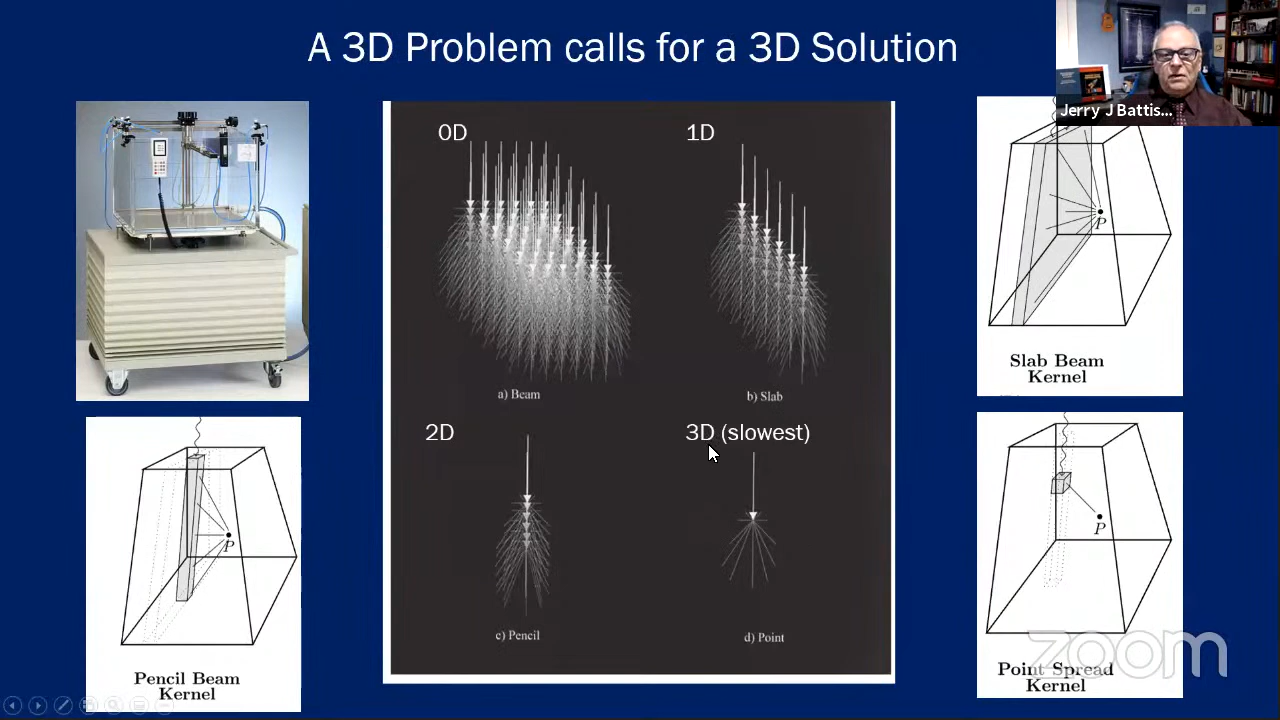 A 3D Problem calls for a 3D Solution
Jerry J Battis...
0D
1D
a) Beam
b) Slab
2D
3D (slowest)
c) Pencil
d) Point
P
Slab Beam
Kernel
P
Pencil Beam
Kernel
P
Point Spread
Kernel
zoom